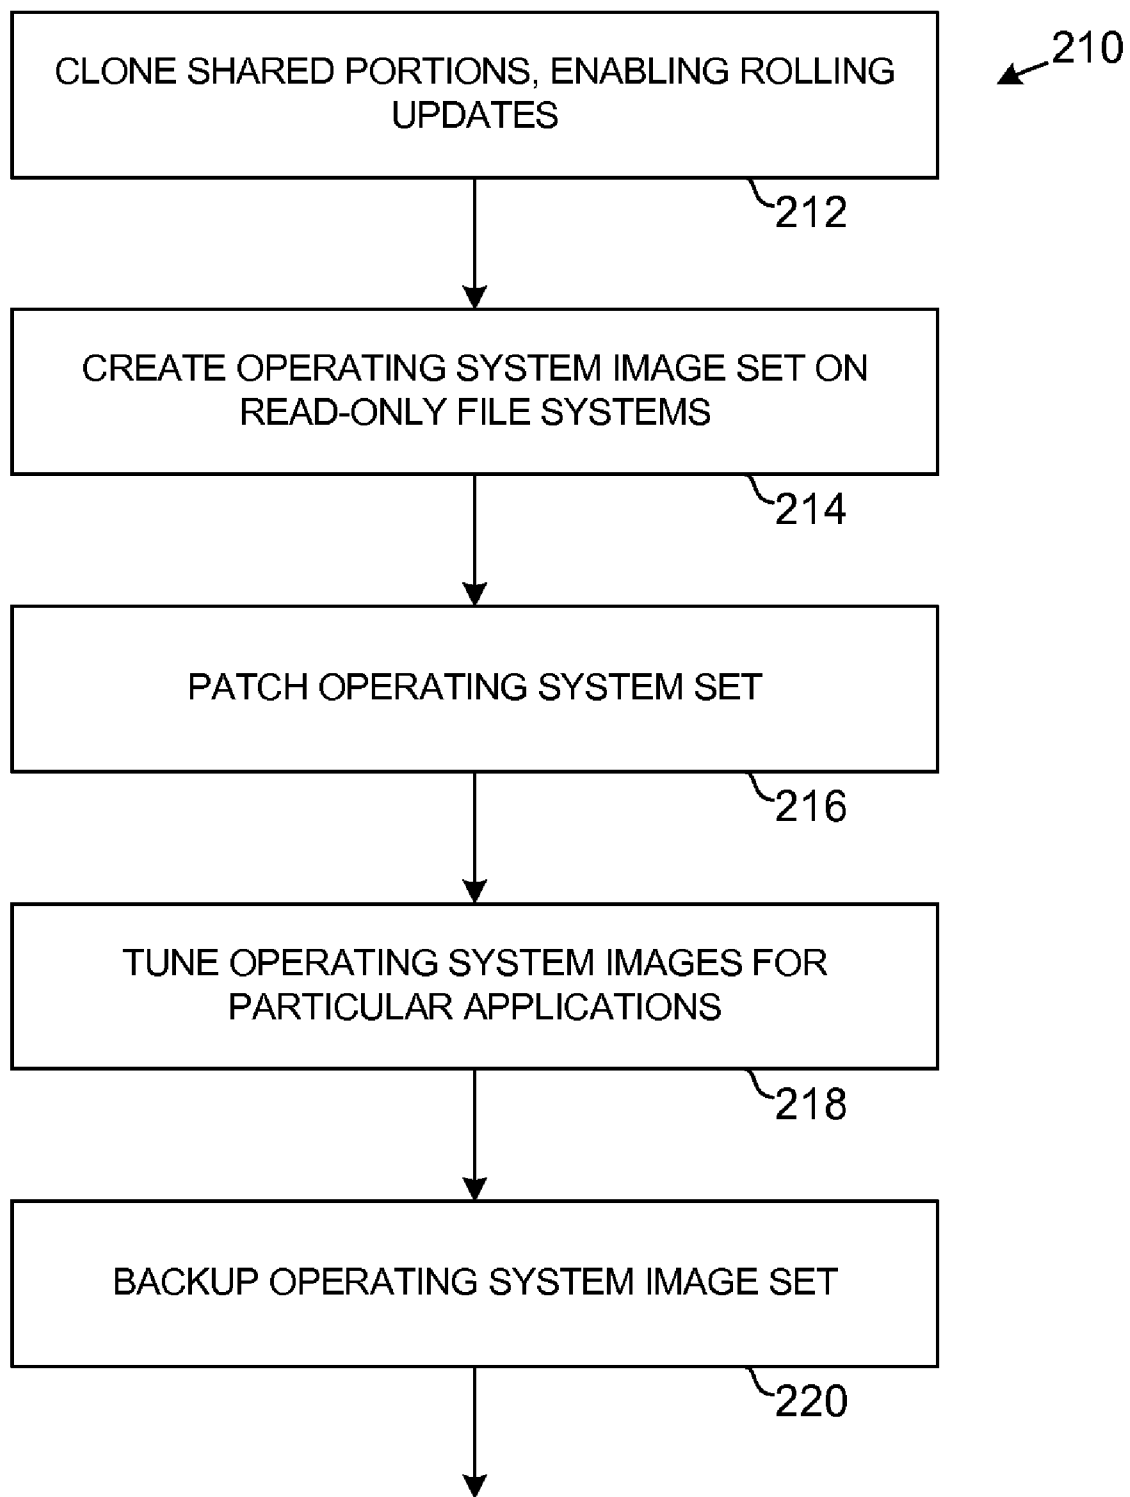 210
CLONE SHARED PORTIONS, ENABLING ROLLING
UPDATES
212
CREATE OPERATING SYSTEM IMAGE SET ON
READ-ONLY FILE SYSTEMS
214
PATCH OPERATING SYSTEM SET
216
TUNE OPERATING SYSTEM IMAGES FOR
PARTICULAR APPLICATIONS
218
BACKUP OPERATING SYSTEM IMAGE SET
220